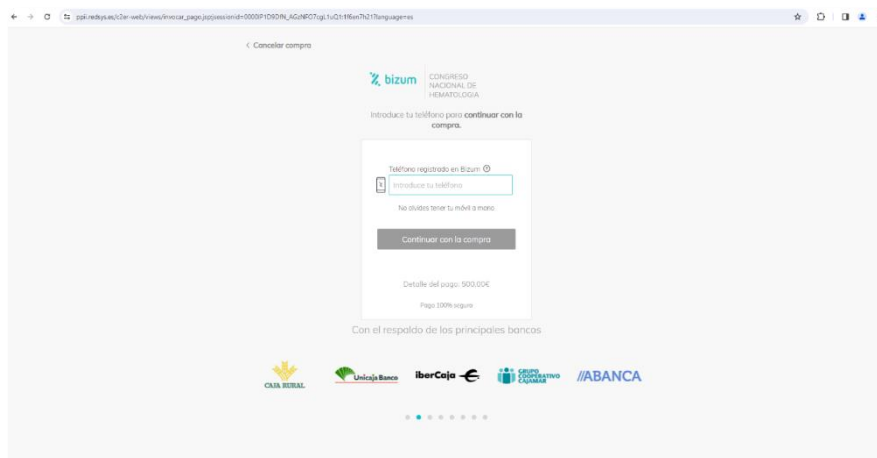 < Cancelar compra
bizum
CONGRESO
NACIONAL DE
HEMATOLOGIA
Introduce tu teléfono para continuar con la
compra.
Teléfono registrado en Bizum
Introduce tu teléfono
No olvides tener tu móvil a mano
Continuar con la compra
Detalle del pago: 500,00€
Pago 100% seguro
Con el respaldo de los principales bancos
CAJA RURAL
Unicaja Banco
iberCaja
GRUPO
COOPERATIVO
CAJAMAR
//ABANCA